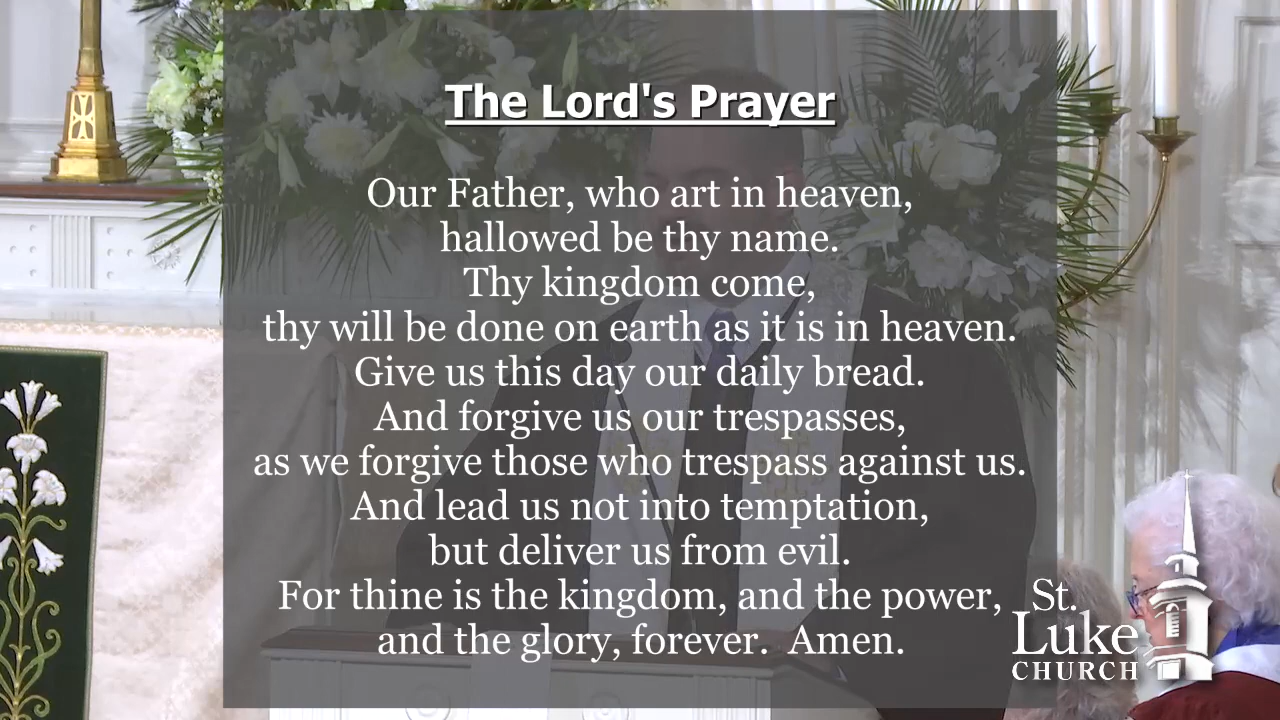 The Lord's Prayer
Our Father, who art in heaven,
hallowed be thy name.
Thy kingdom come,
thy will be done on earth as it is in heaven.
Give us this day our daily bread.
And forgive us our trespasses,
as we forgive those who trespass against us.
And lead us not into temptation,
but deliver us from evil.
For thine is the kingdom, and the power,
and the glory, forever.  Amen.
St.
Luke
CHURCH